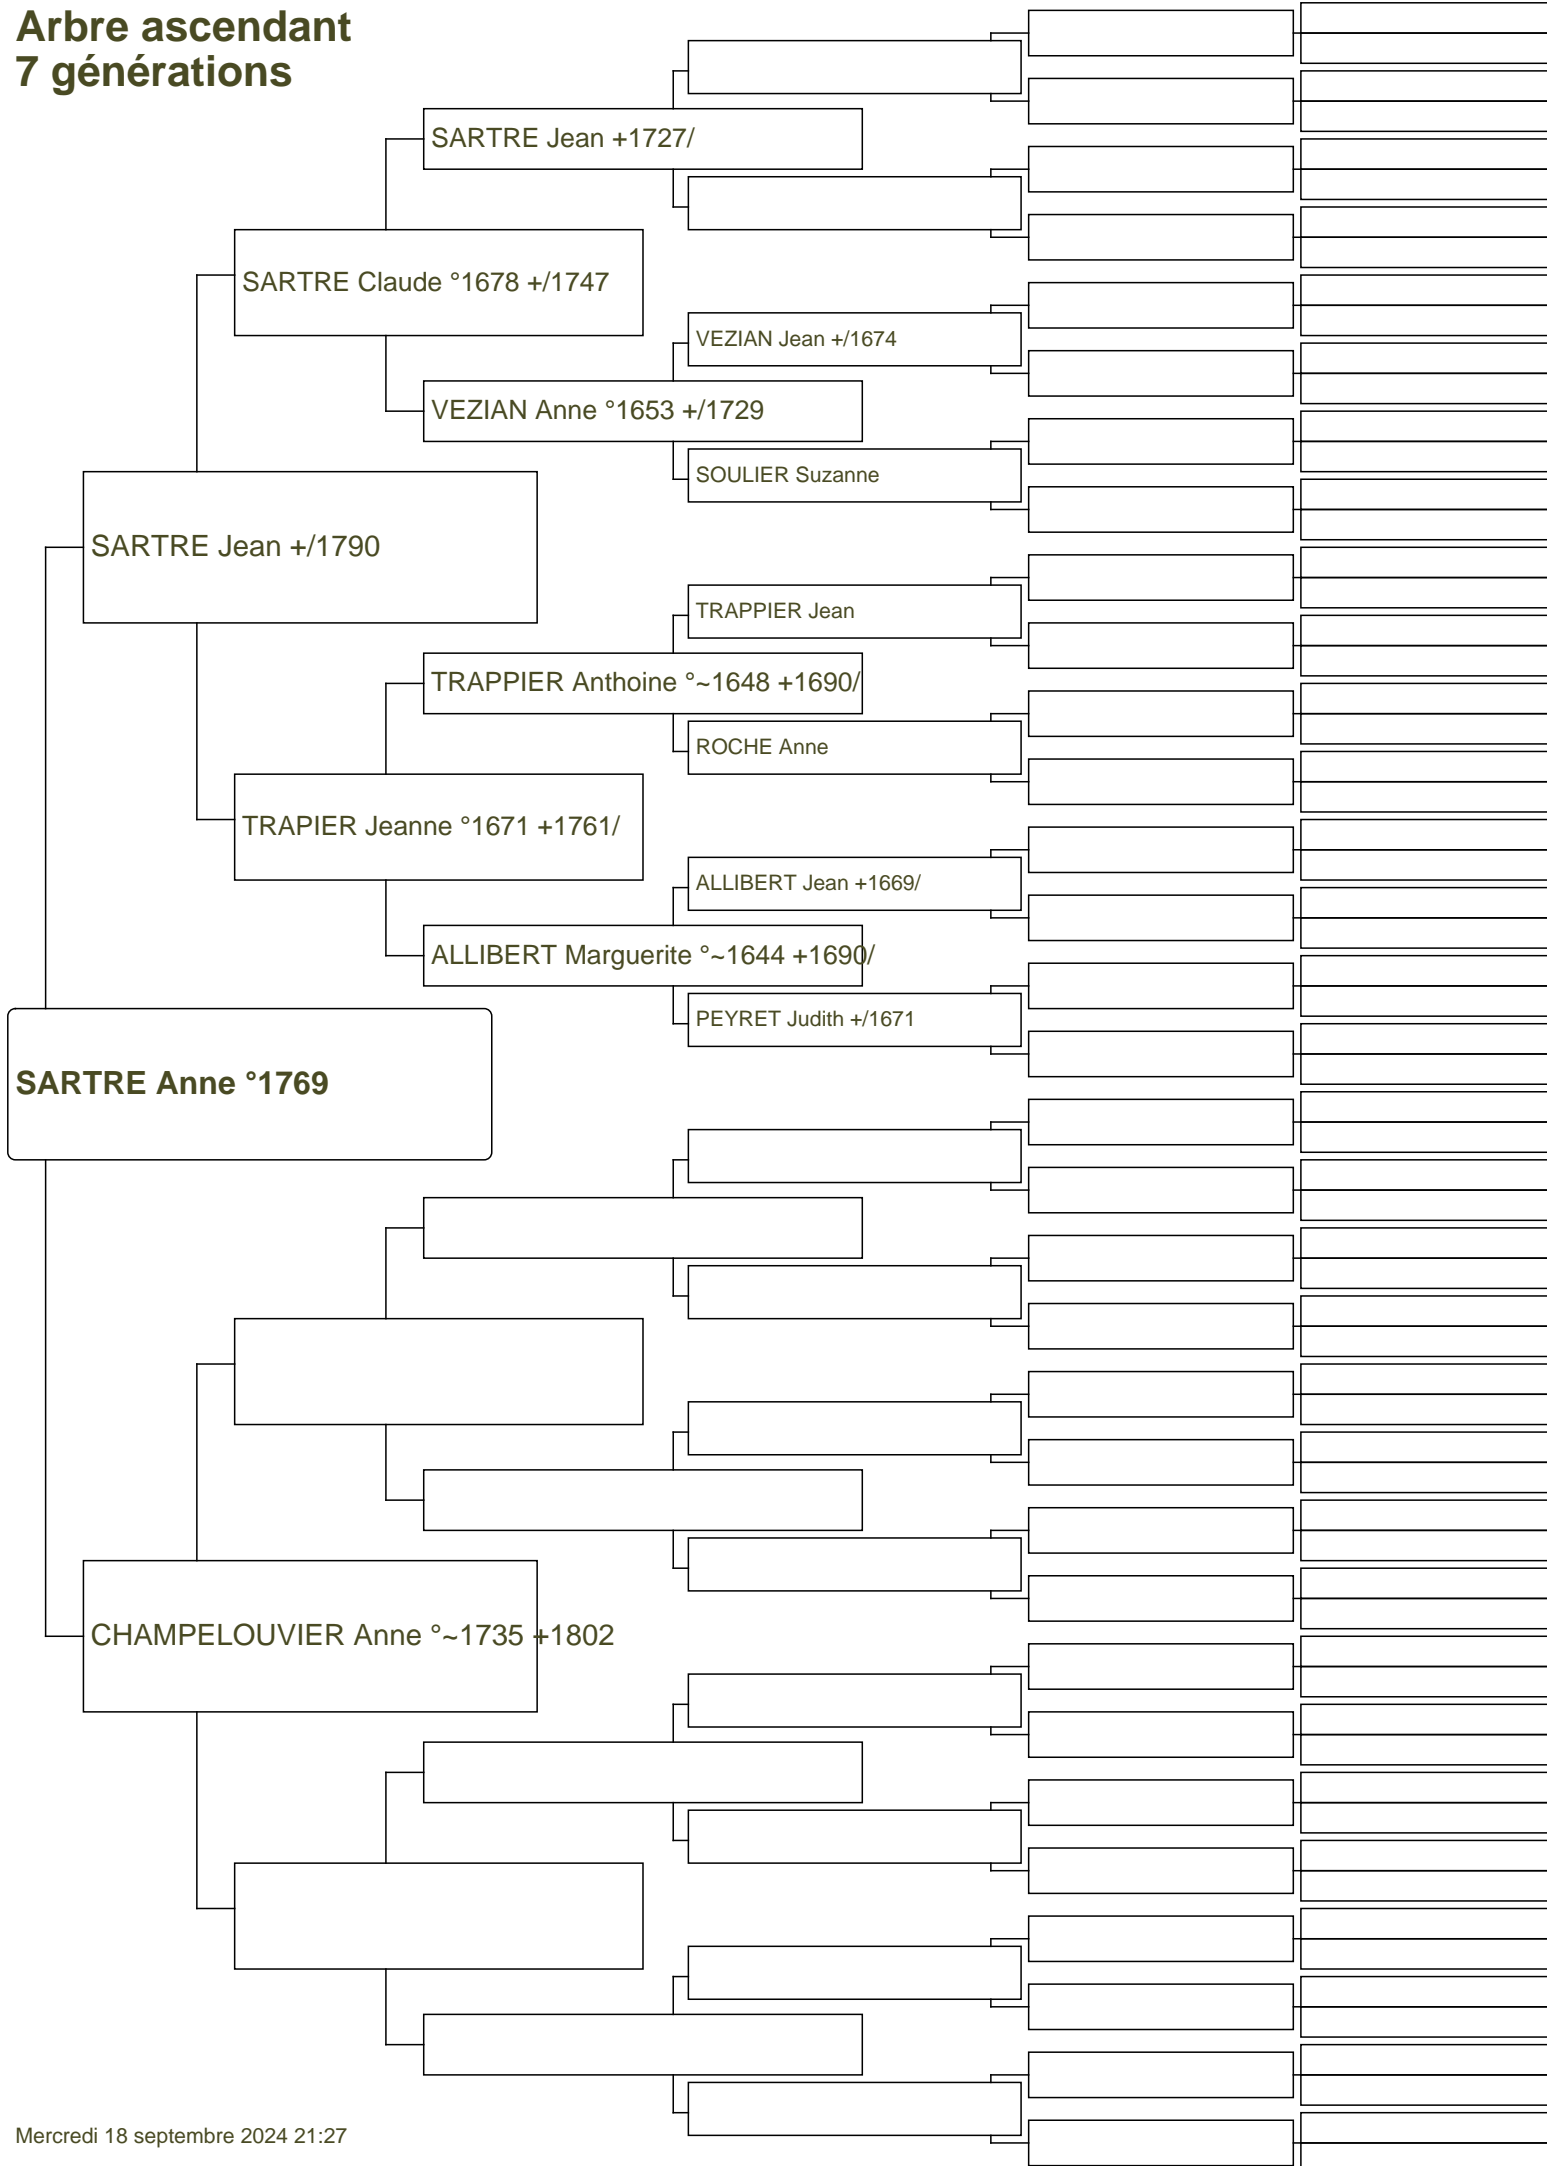 Arbre ascendant
7 générations
SARTRE Jean +1727/
SARTRE Claude °1678 +/1747
VEZIAN Jean +/1674
VEZIAN Anne °1653 +/1729
SOULIER Suzanne
SARTRE Jean +/1790
TRAPPIER Jean
TRAPPIER Anthoine °~1648 +1690/
ROCHE Anne
TRAPIER Jeanne °1671 +1761/
ALLIBERT Jean +1669/
ALLIBERT Marguerite °~1644 +1690/
PEYRET Judith +/1671
SARTRE Anne °1769
CHAMPELOUVIER Anne °~1735 +1802
Mercredi 18 septembre 2024 21:27